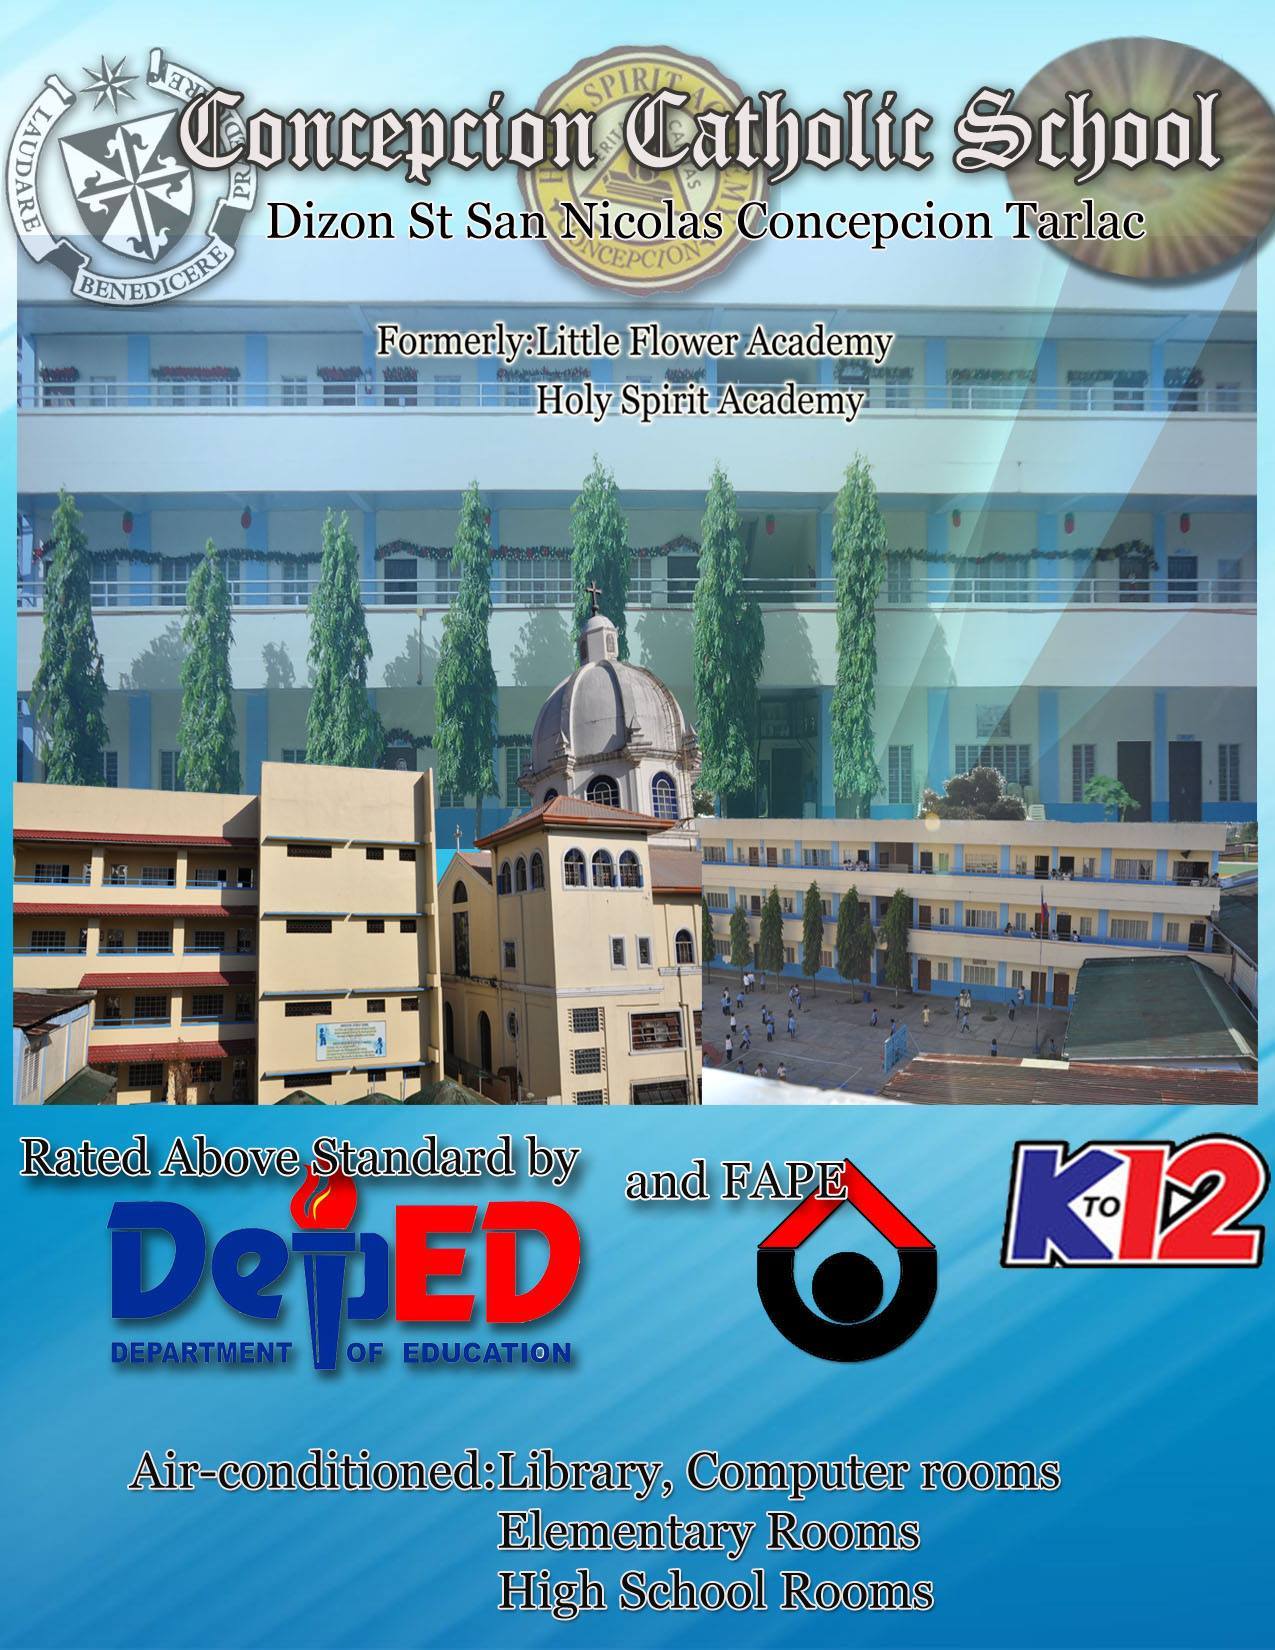 Concepcion Catholic School
Dizon St San Nicolas Concepcion Tarlac
LAUDARE
BENEDICERE
SPIRIT
CONCEPCION
Formerly:Little Flower Academy
Holy Spirit Academy
Rated Above Standard by
and FAPE
DepED
DEPARTMENT OF EDUCATION
K TO 12
Air-conditioned:Library, Computer rooms
Elementary Rooms
High School Rooms